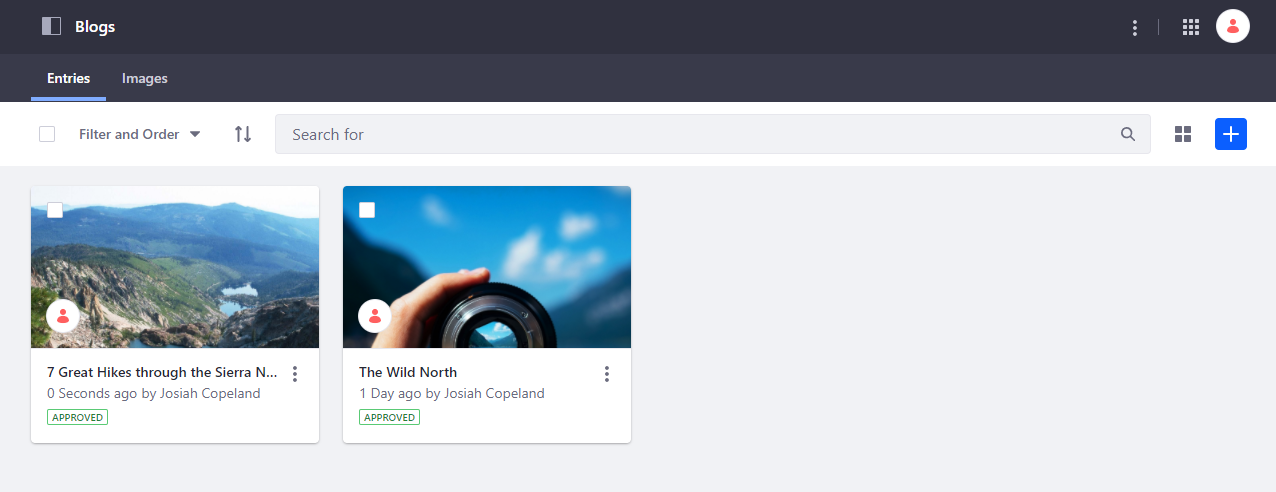 Blogs
Entries
Images
Filter and Order
Search for
7 Great Hikes through the Sierra N...
0 Seconds ago by Josiah Copeland
APPROVED
The Wild North
1 Day ago by Josiah Copeland
APPROVED